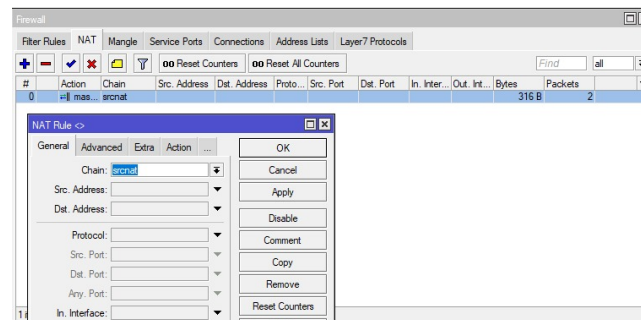 Firewall
Filter Rules NAT Mangle Service Ports Connections Address Lists Layer7 Protocols
00 Reset Counters 00 Reset All Counters Find all
# Action Chain Src. Address Dst. Address Proto... Src. Port Dst. Port In. Inter... Out. Int... Bytes Packets
0 mas... srcnat 316 B 2
NAT Rule <>
General Advanced Extra Action ... OK
Chain: srcnat Cancel
Src. Address: Apply
Dst. Address: Disable
Protocol: Comment
Src. Port: Copy
Dst. Port: Remove
Any. Port: Reset Counters
In. Interface: